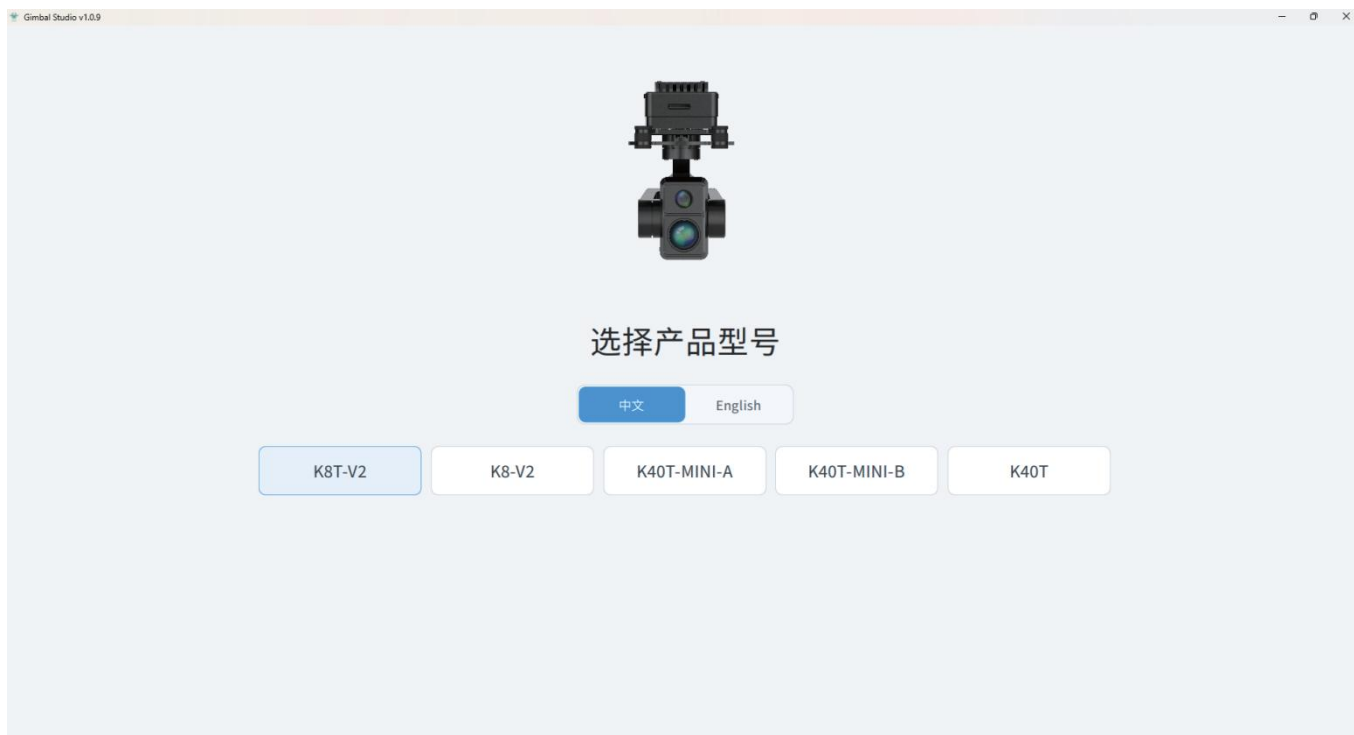 Gimbal Studio v1.0.9
选择产品型号
中文 English
K8T-V2 K8-V2 K40T-MINI-A K40T-MINI-B K40T